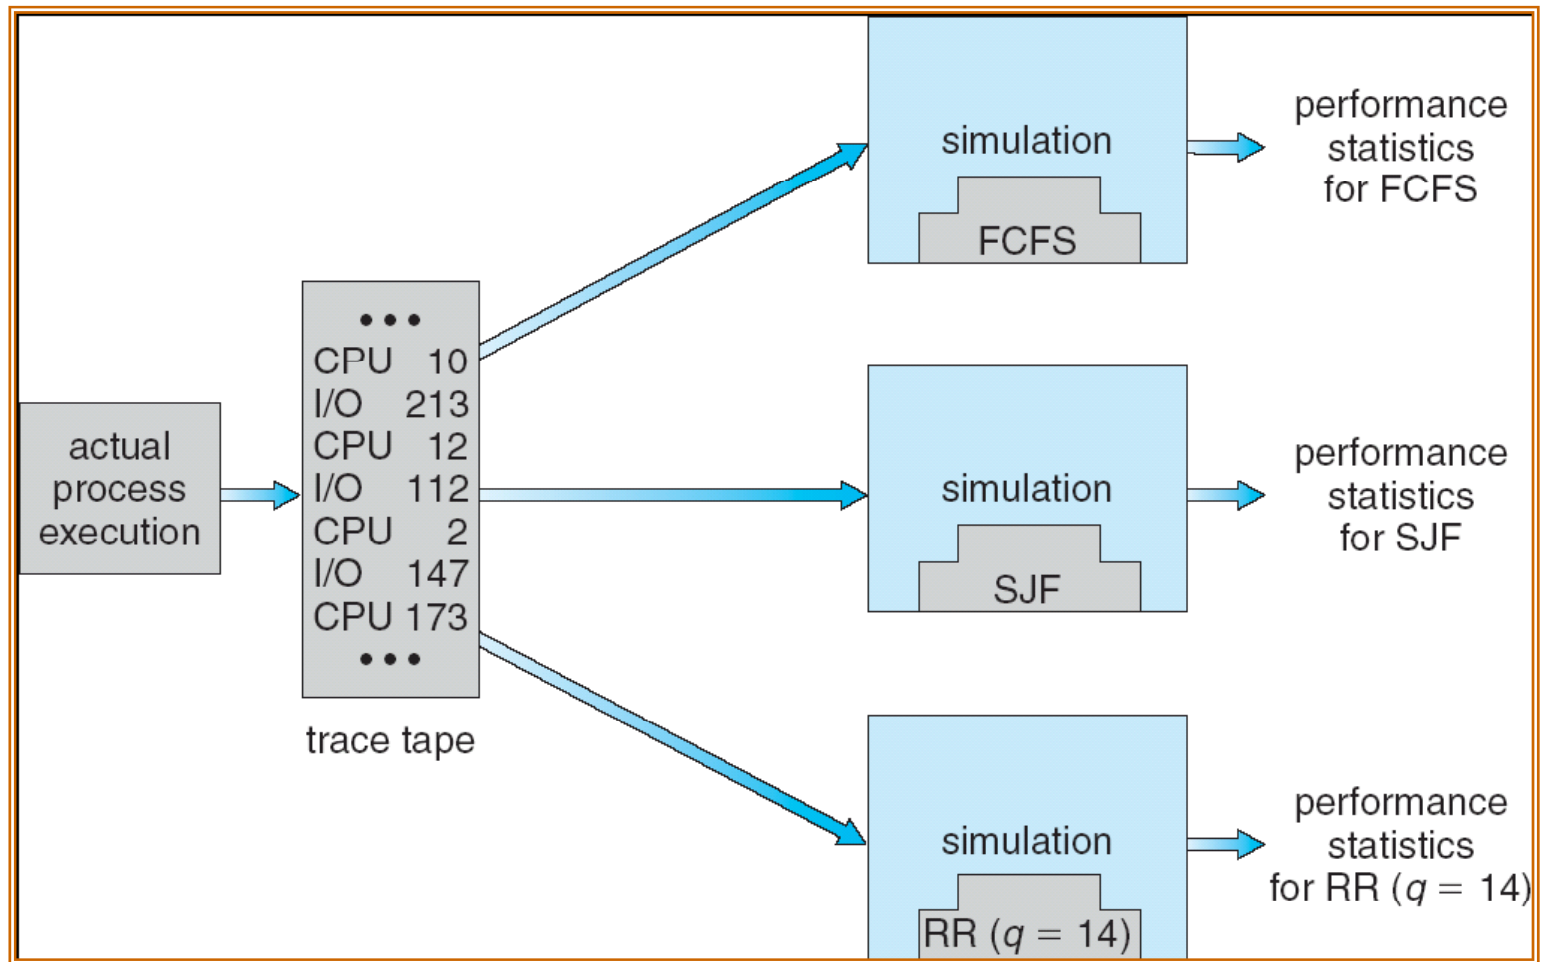 actual
process
execution
•••
CPU 10
I/O 213
CPU 12
I/O 112
CPU 2
I/O 147
CPU 173
•••
trace tape
simulation
FCFS
performance
statistics
for FCFS
simulation
SJF
performance
statistics
for SJF
simulation
RR (q = 14)
performance
statistics
for RR (q = 14)